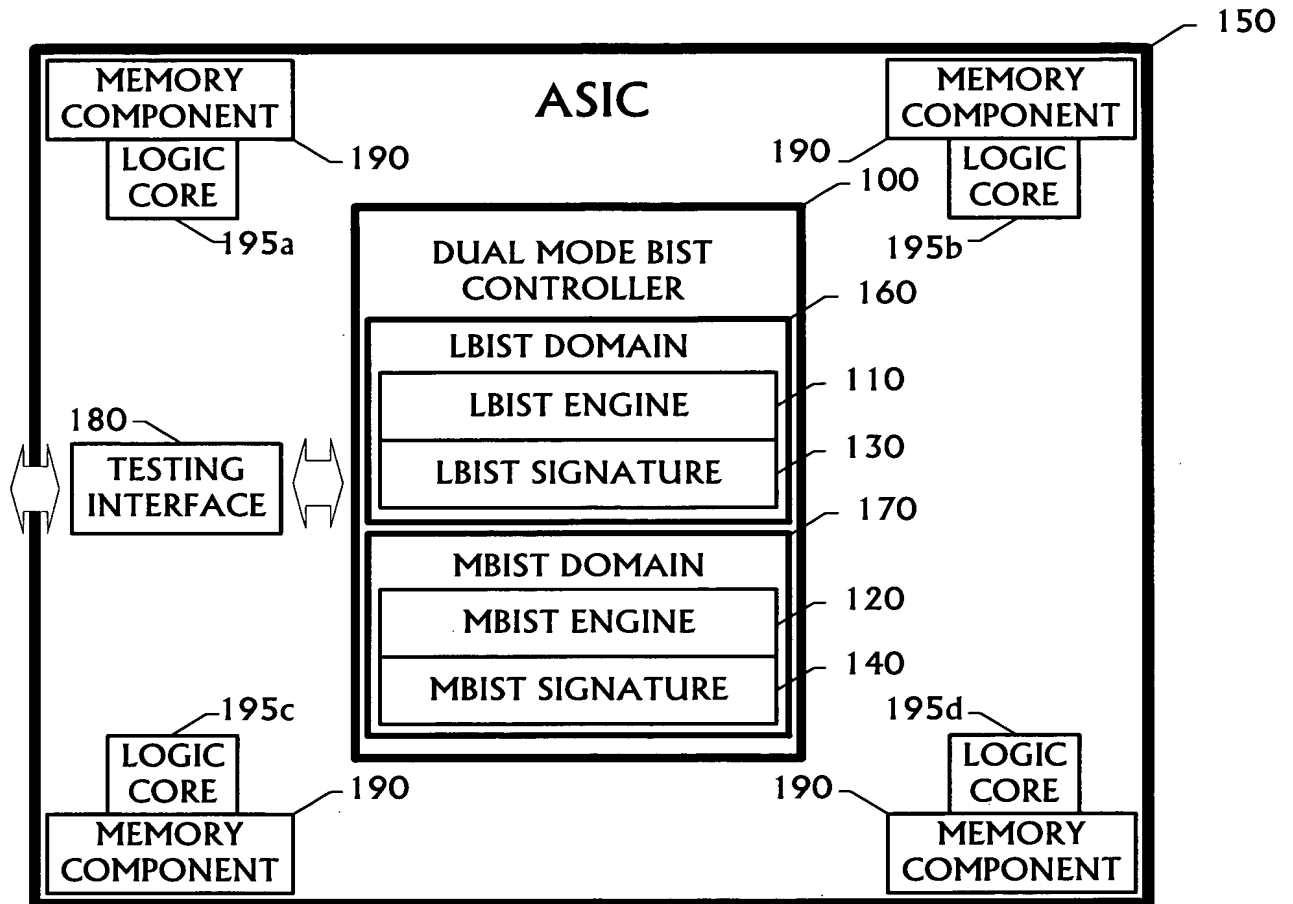 150
MEMORY
COMPONENT
ASIC
MEMORY
COMPONENT
190
LOGIC
CORE
195a
190
LOGIC
CORE
195b
100
DUAL MODE BIST
CONTROLLER
160
LBIST DOMAIN
LBIST ENGINE
110
LBIST SIGNATURE
130
180
TESTING
INTERFACE
170
MBIST DOMAIN
MBIST ENGINE
120
MBIST SIGNATURE
140
195c
LOGIC
CORE
190
MEMORY
COMPONENT
195d
LOGIC
CORE
190
MEMORY
COMPONENT